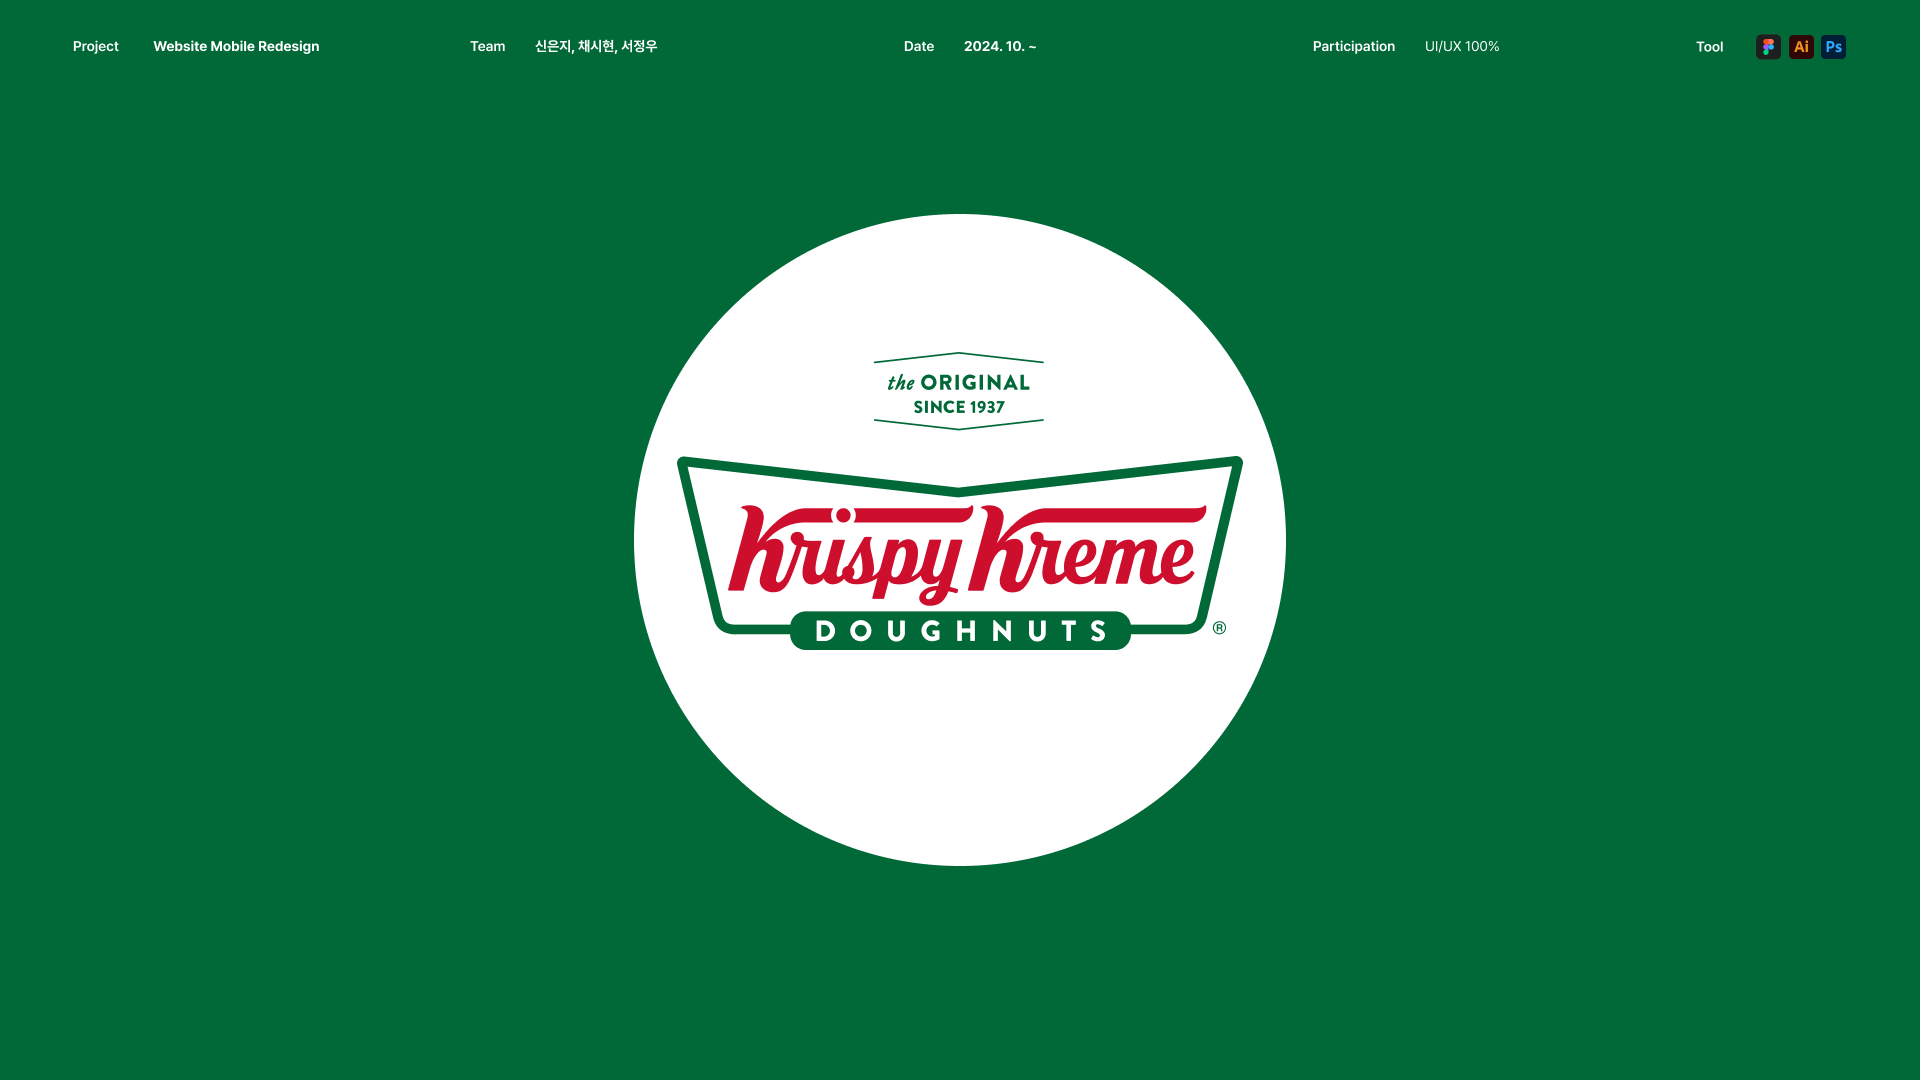 Project Website Mobile Redesign Team 신은지, 채시현, 서정우 Date 2024. 10. ~ Participation UI/UX 100% Tool Ai Ps
the ORIGINAL
SINCE 1937
Krispy Kreme
DOUGHNUTS ®